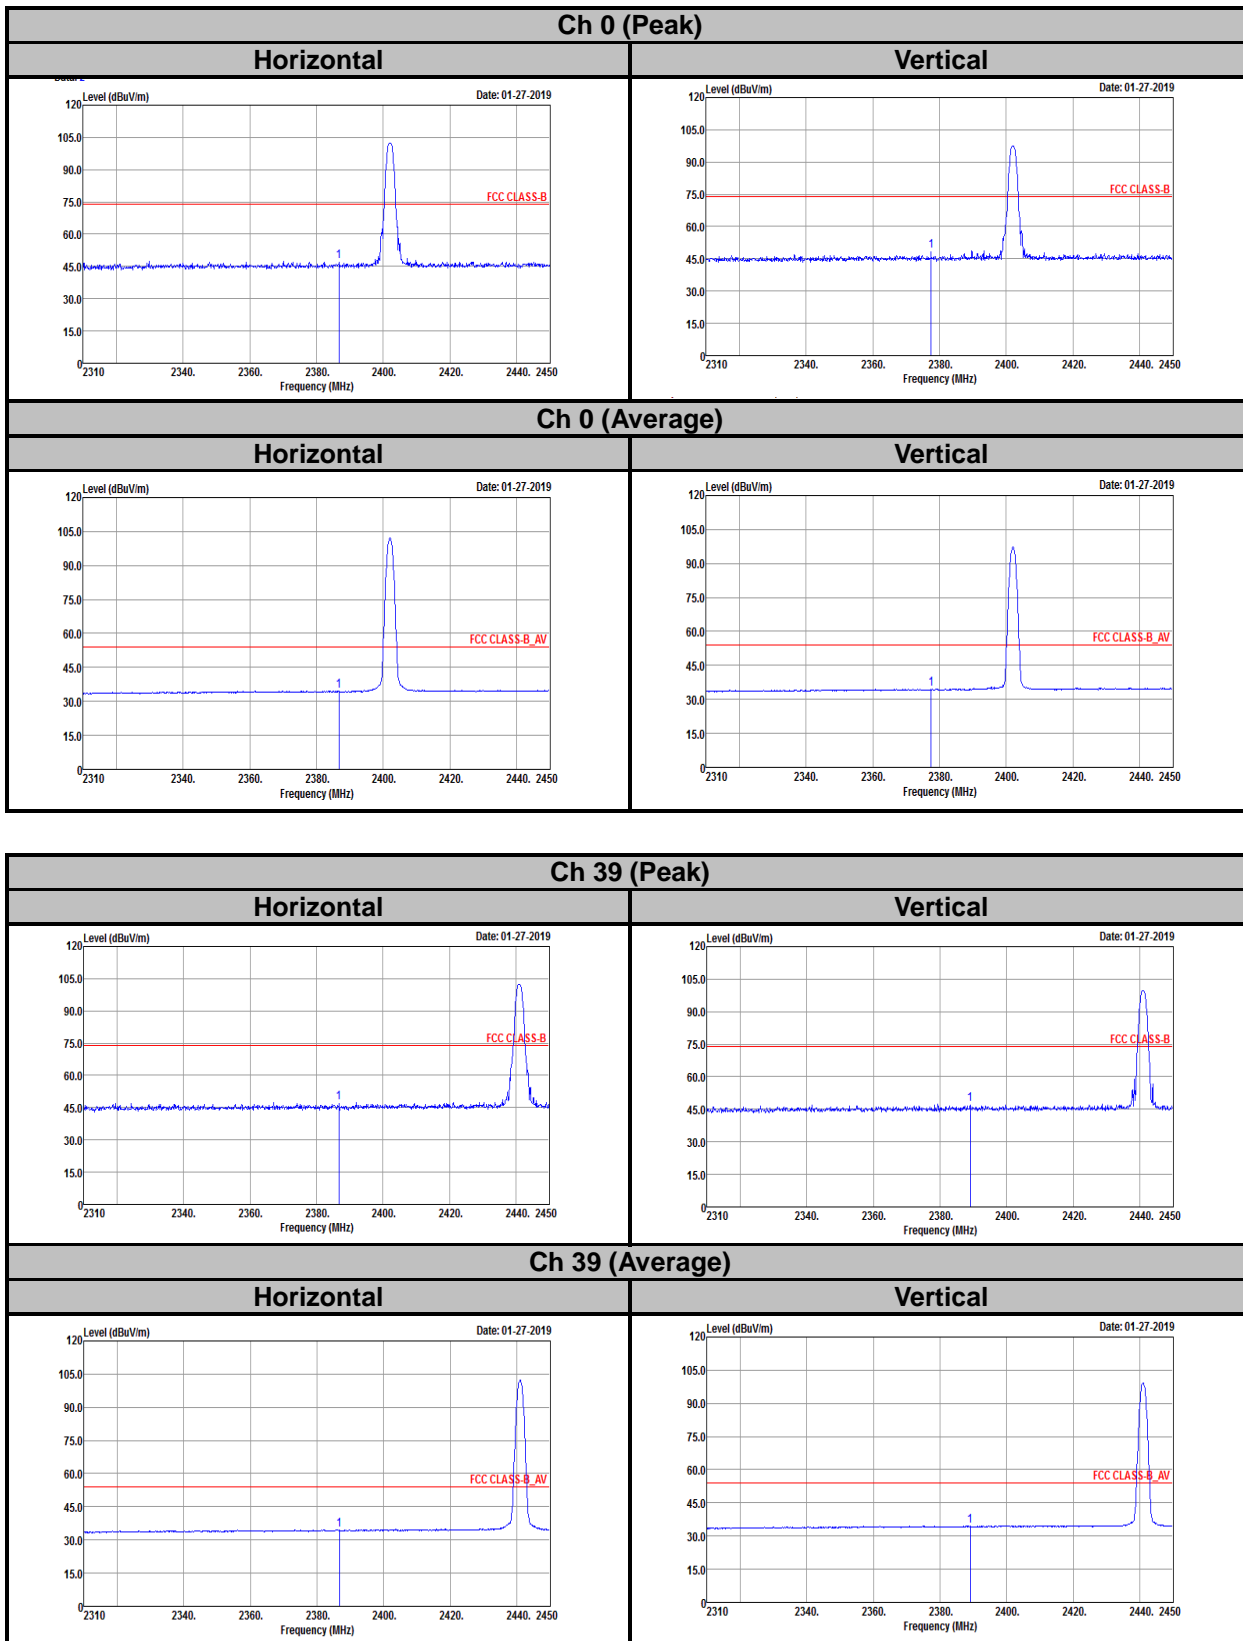 Ch 0 (Peak)
Horizontal
Vertical
Level (dBuV/m)
Date: 01-27-2019
120
105.0
90.0
75.0
60.0
45.0
30.0
15.0
0
FCC CLASS-B
1
2310 2340. 2360. 2380. 2400. 2420. 2440. 2450
Frequency (MHz)
Level (dBuV/m)
Date: 01-27-2019
120
105.0
90.0
75.0
60.0
45.0
30.0
15.0
0
FCC CLASS-B
1
2310 2340. 2360. 2380. 2400. 2420. 2440. 2450
Frequency (MHz)
Ch 0 (Average)
Horizontal
Vertical
Level (dBuV/m)
Date: 01-27-2019
120
105.0
90.0
75.0
60.0
45.0
30.0
15.0
0
FCC CLASS-B_AV
1
2310 2340. 2360. 2380. 2400. 2420. 2440. 2450
Frequency (MHz)
Level (dBuV/m)
Date: 01-27-2019
120
105.0
90.0
75.0
60.0
45.0
30.0
15.0
0
FCC CLASS-B_AV
1
2310 2340. 2360. 2380. 2400. 2420. 2440. 2450
Frequency (MHz)
Ch 39 (Peak)
Horizontal
Vertical
Level (dBuV/m)
Date: 01-27-2019
120
105.0
90.0
75.0
60.0
45.0
30.0
15.0
0
FCC CLASS-B
1
2310 2340. 2360. 2380. 2400. 2420. 2440. 2450
Frequency (MHz)
Level (dBuV/m)
Date: 01-27-2019
120
105.0
90.0
75.0
60.0
45.0
30.0
15.0
0
FCC CLASS-B
1
2310 2340. 2360. 2380. 2400. 2420. 2440. 2450
Frequency (MHz)
Ch 39 (Average)
Horizontal
Vertical
Level (dBuV/m)
Date: 01-27-2019
120
105.0
90.0
75.0
60.0
45.0
30.0
15.0
0
FCC CLASS-B_AV
1
2310 2340. 2360. 2380. 2400. 2420. 2440. 2450
Frequency (MHz)
Level (dBuV/m)
Date: 01-27-2019
120
105.0
90.0
75.0
60.0
45.0
30.0
15.0
0
FCC CLASS-B_AV
1
2310 2340. 2360. 2380. 2400. 2420. 2440. 2450
Frequency (MHz)